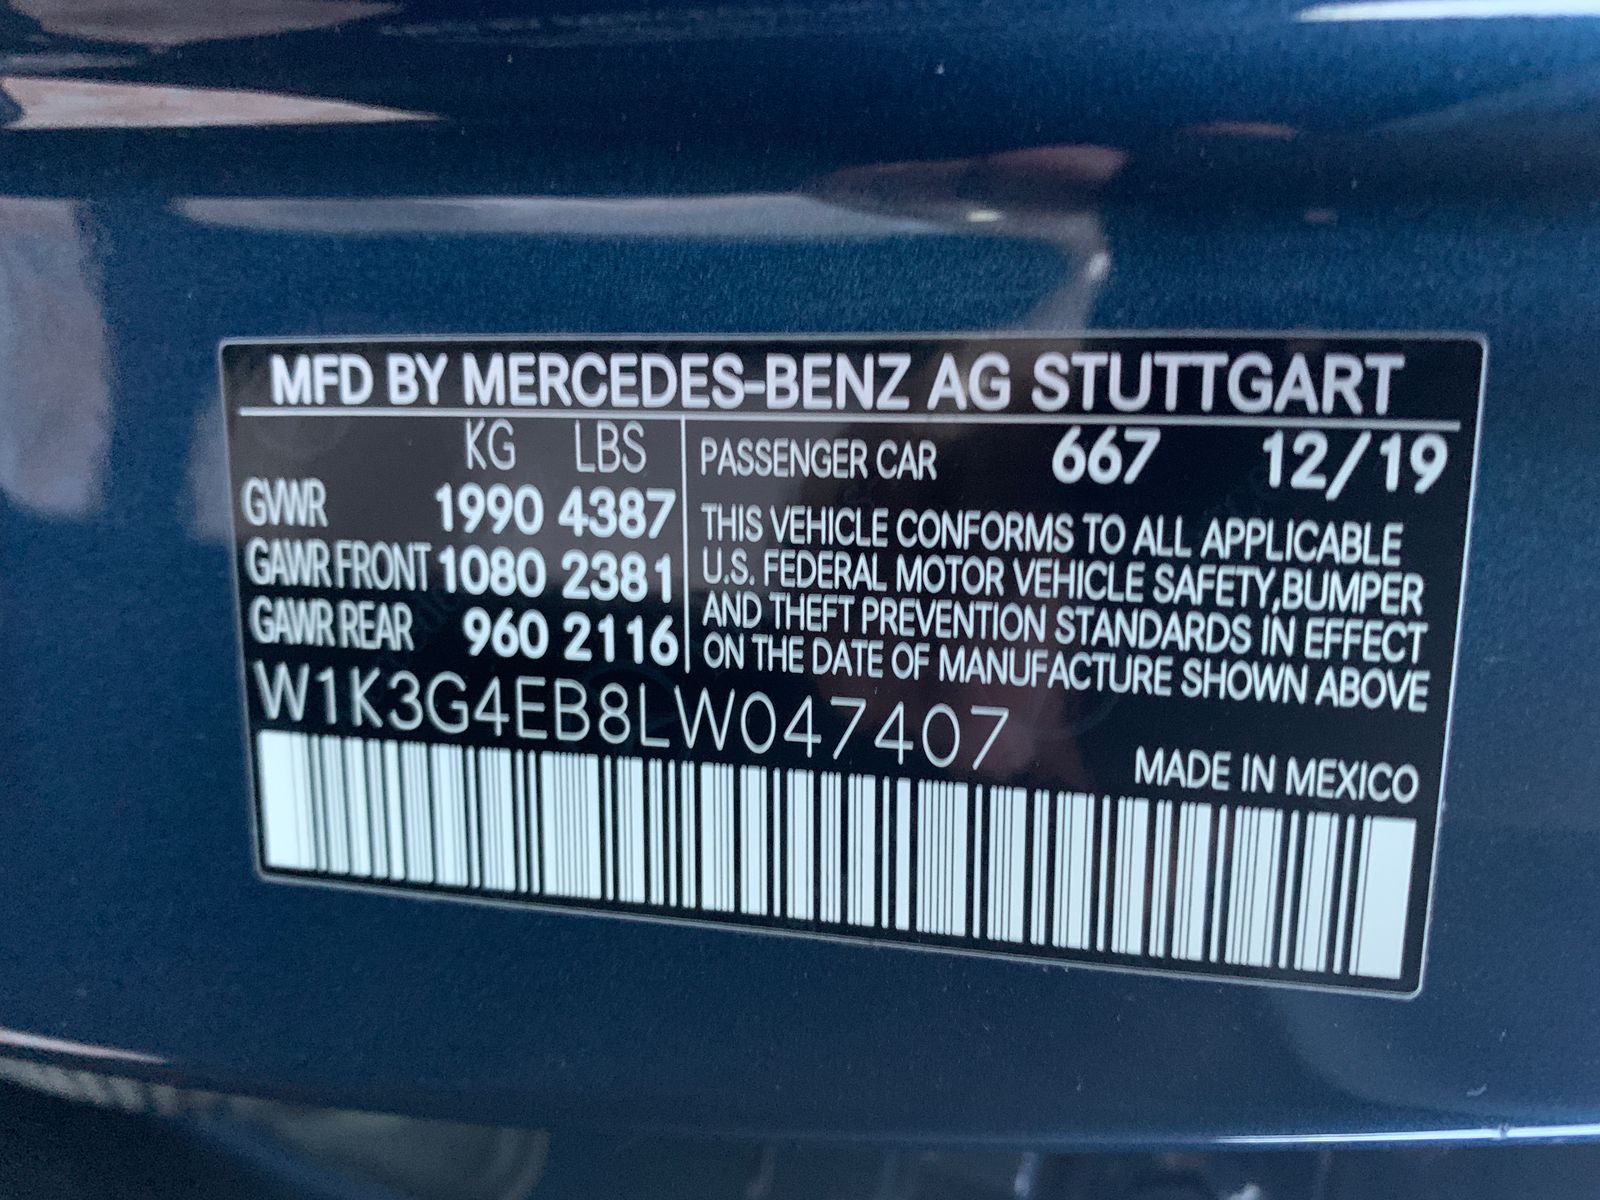 MFD BY MERCEDES-BENZ AG STUTTGART
KG LBS
GVWR 1990 4387
GAWR FRONT 1080 2381
GAWR REAR 960 2116
PASSENGER CAR 667 12/19
THIS VEHICLE CONFORMS TO ALL APPLICABLE
U.S. FEDERAL MOTOR VEHICLE SAFETY,BUMPER
AND THEFT PREVENTION STANDARDS IN EFFECT
ON THE DATE OF MANUFACTURE SHOWN ABOVE
W1K3G4EB8LW047407
MADE IN MEXICO